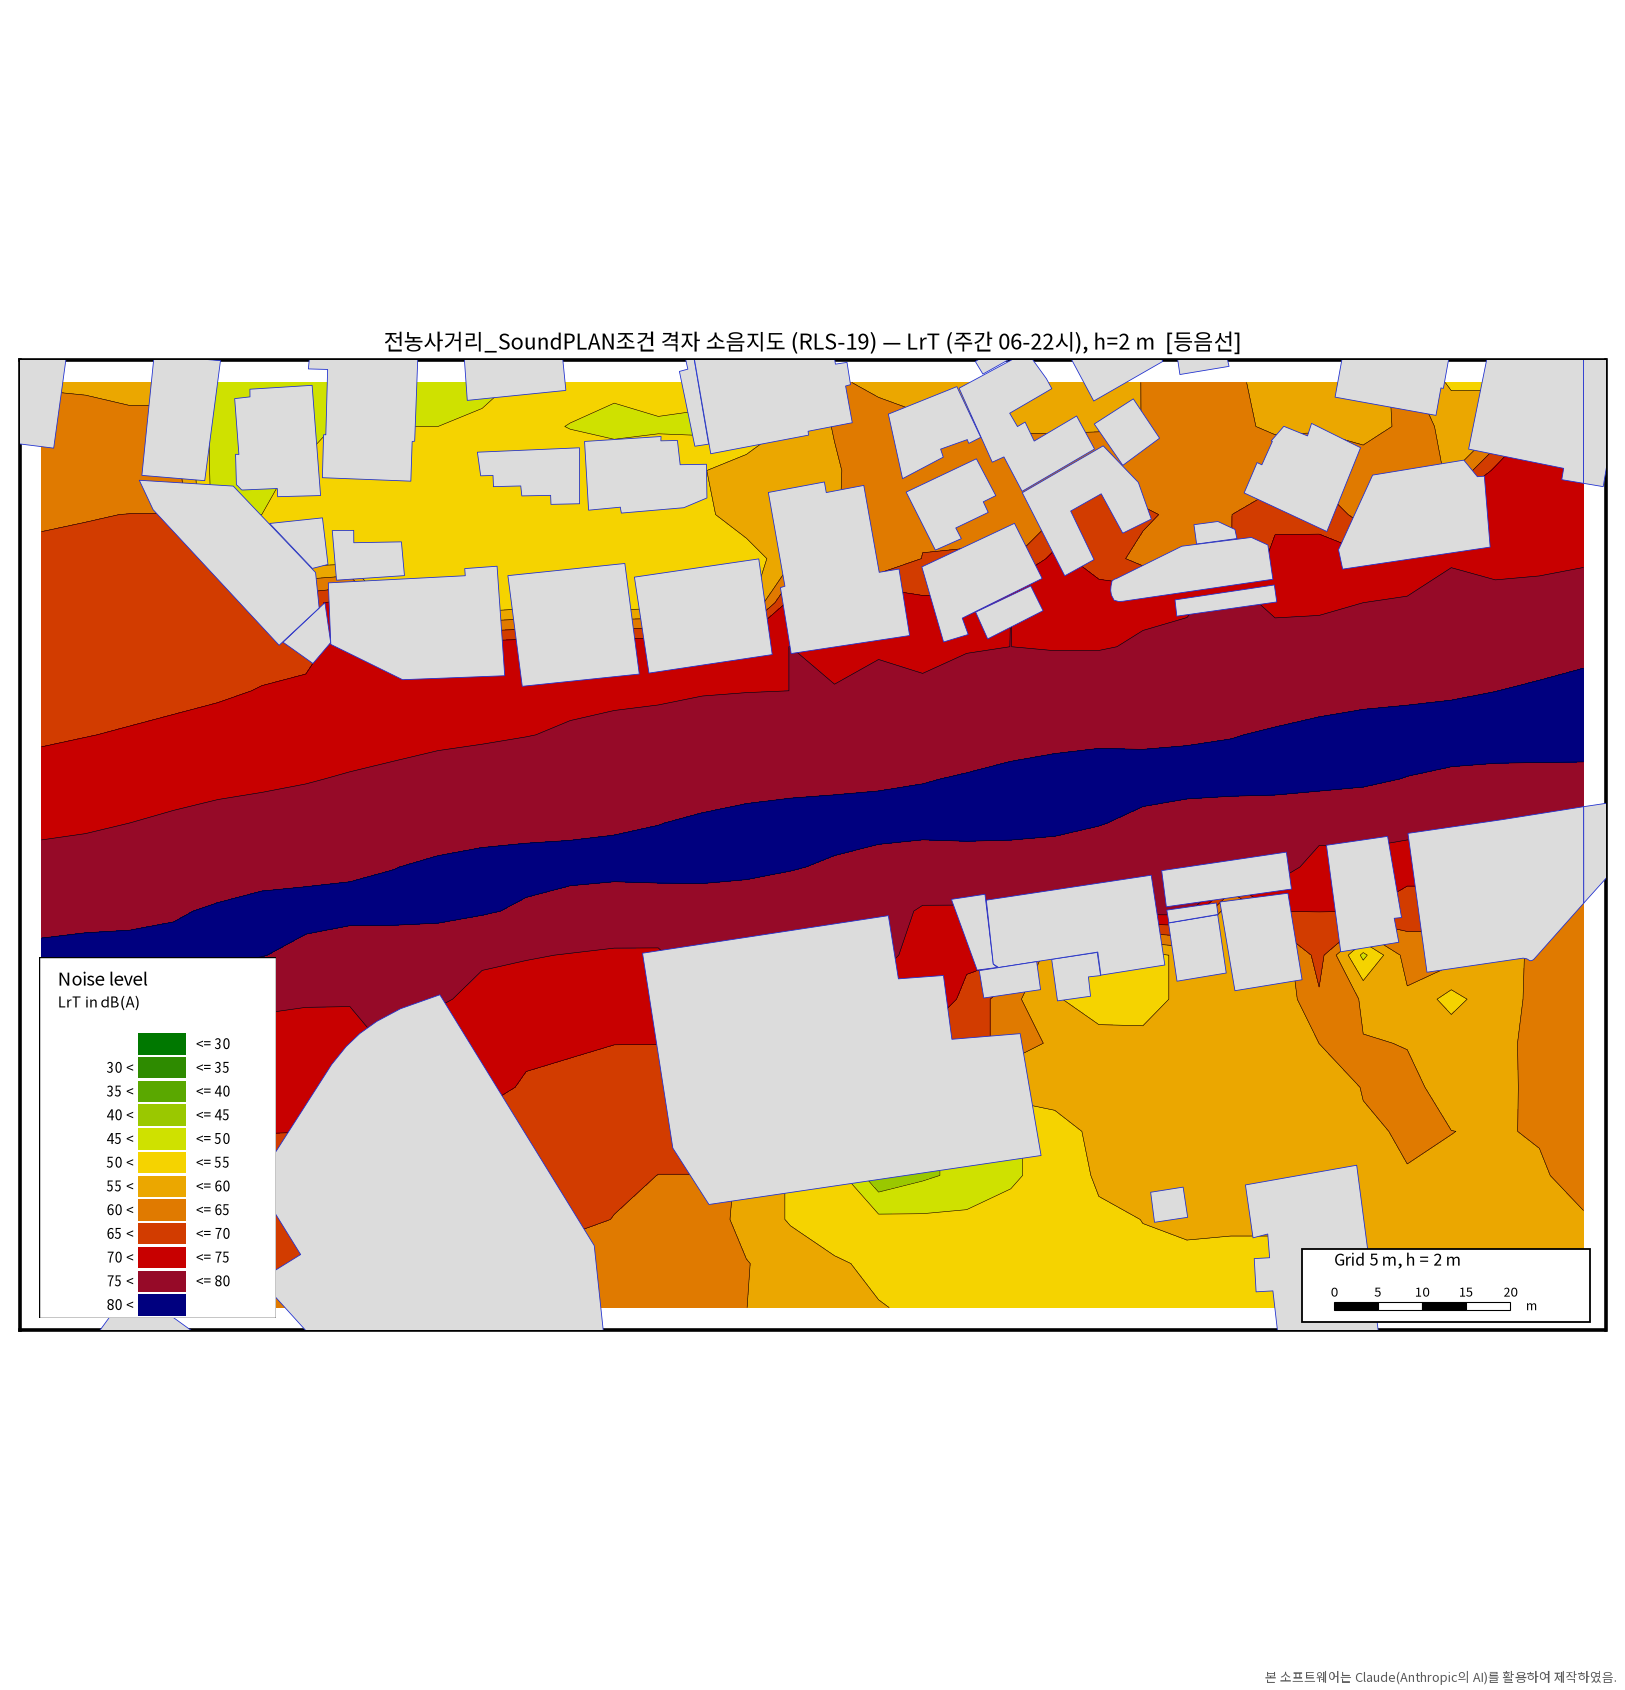 전농사거리_SoundPLAN조건 격자 소음지도 (RLS-19) — LrT (주간 06-22시), h=2 m [등음선]
Noise level
LrT in dB(A)
<= 30
30 < <= 35
35 < <= 40
40 < <= 45
45 < <= 50
50 < <= 55
55 < <= 60
60 < <= 65
65 < <= 70
70 < <= 75
75 < <= 80
80 <
Grid 5 m, h = 2 m
0 5 10 15 20
m
본 소프트웨어는 Claude(Anthropic의 AI)를 활용하여 제작하였음.